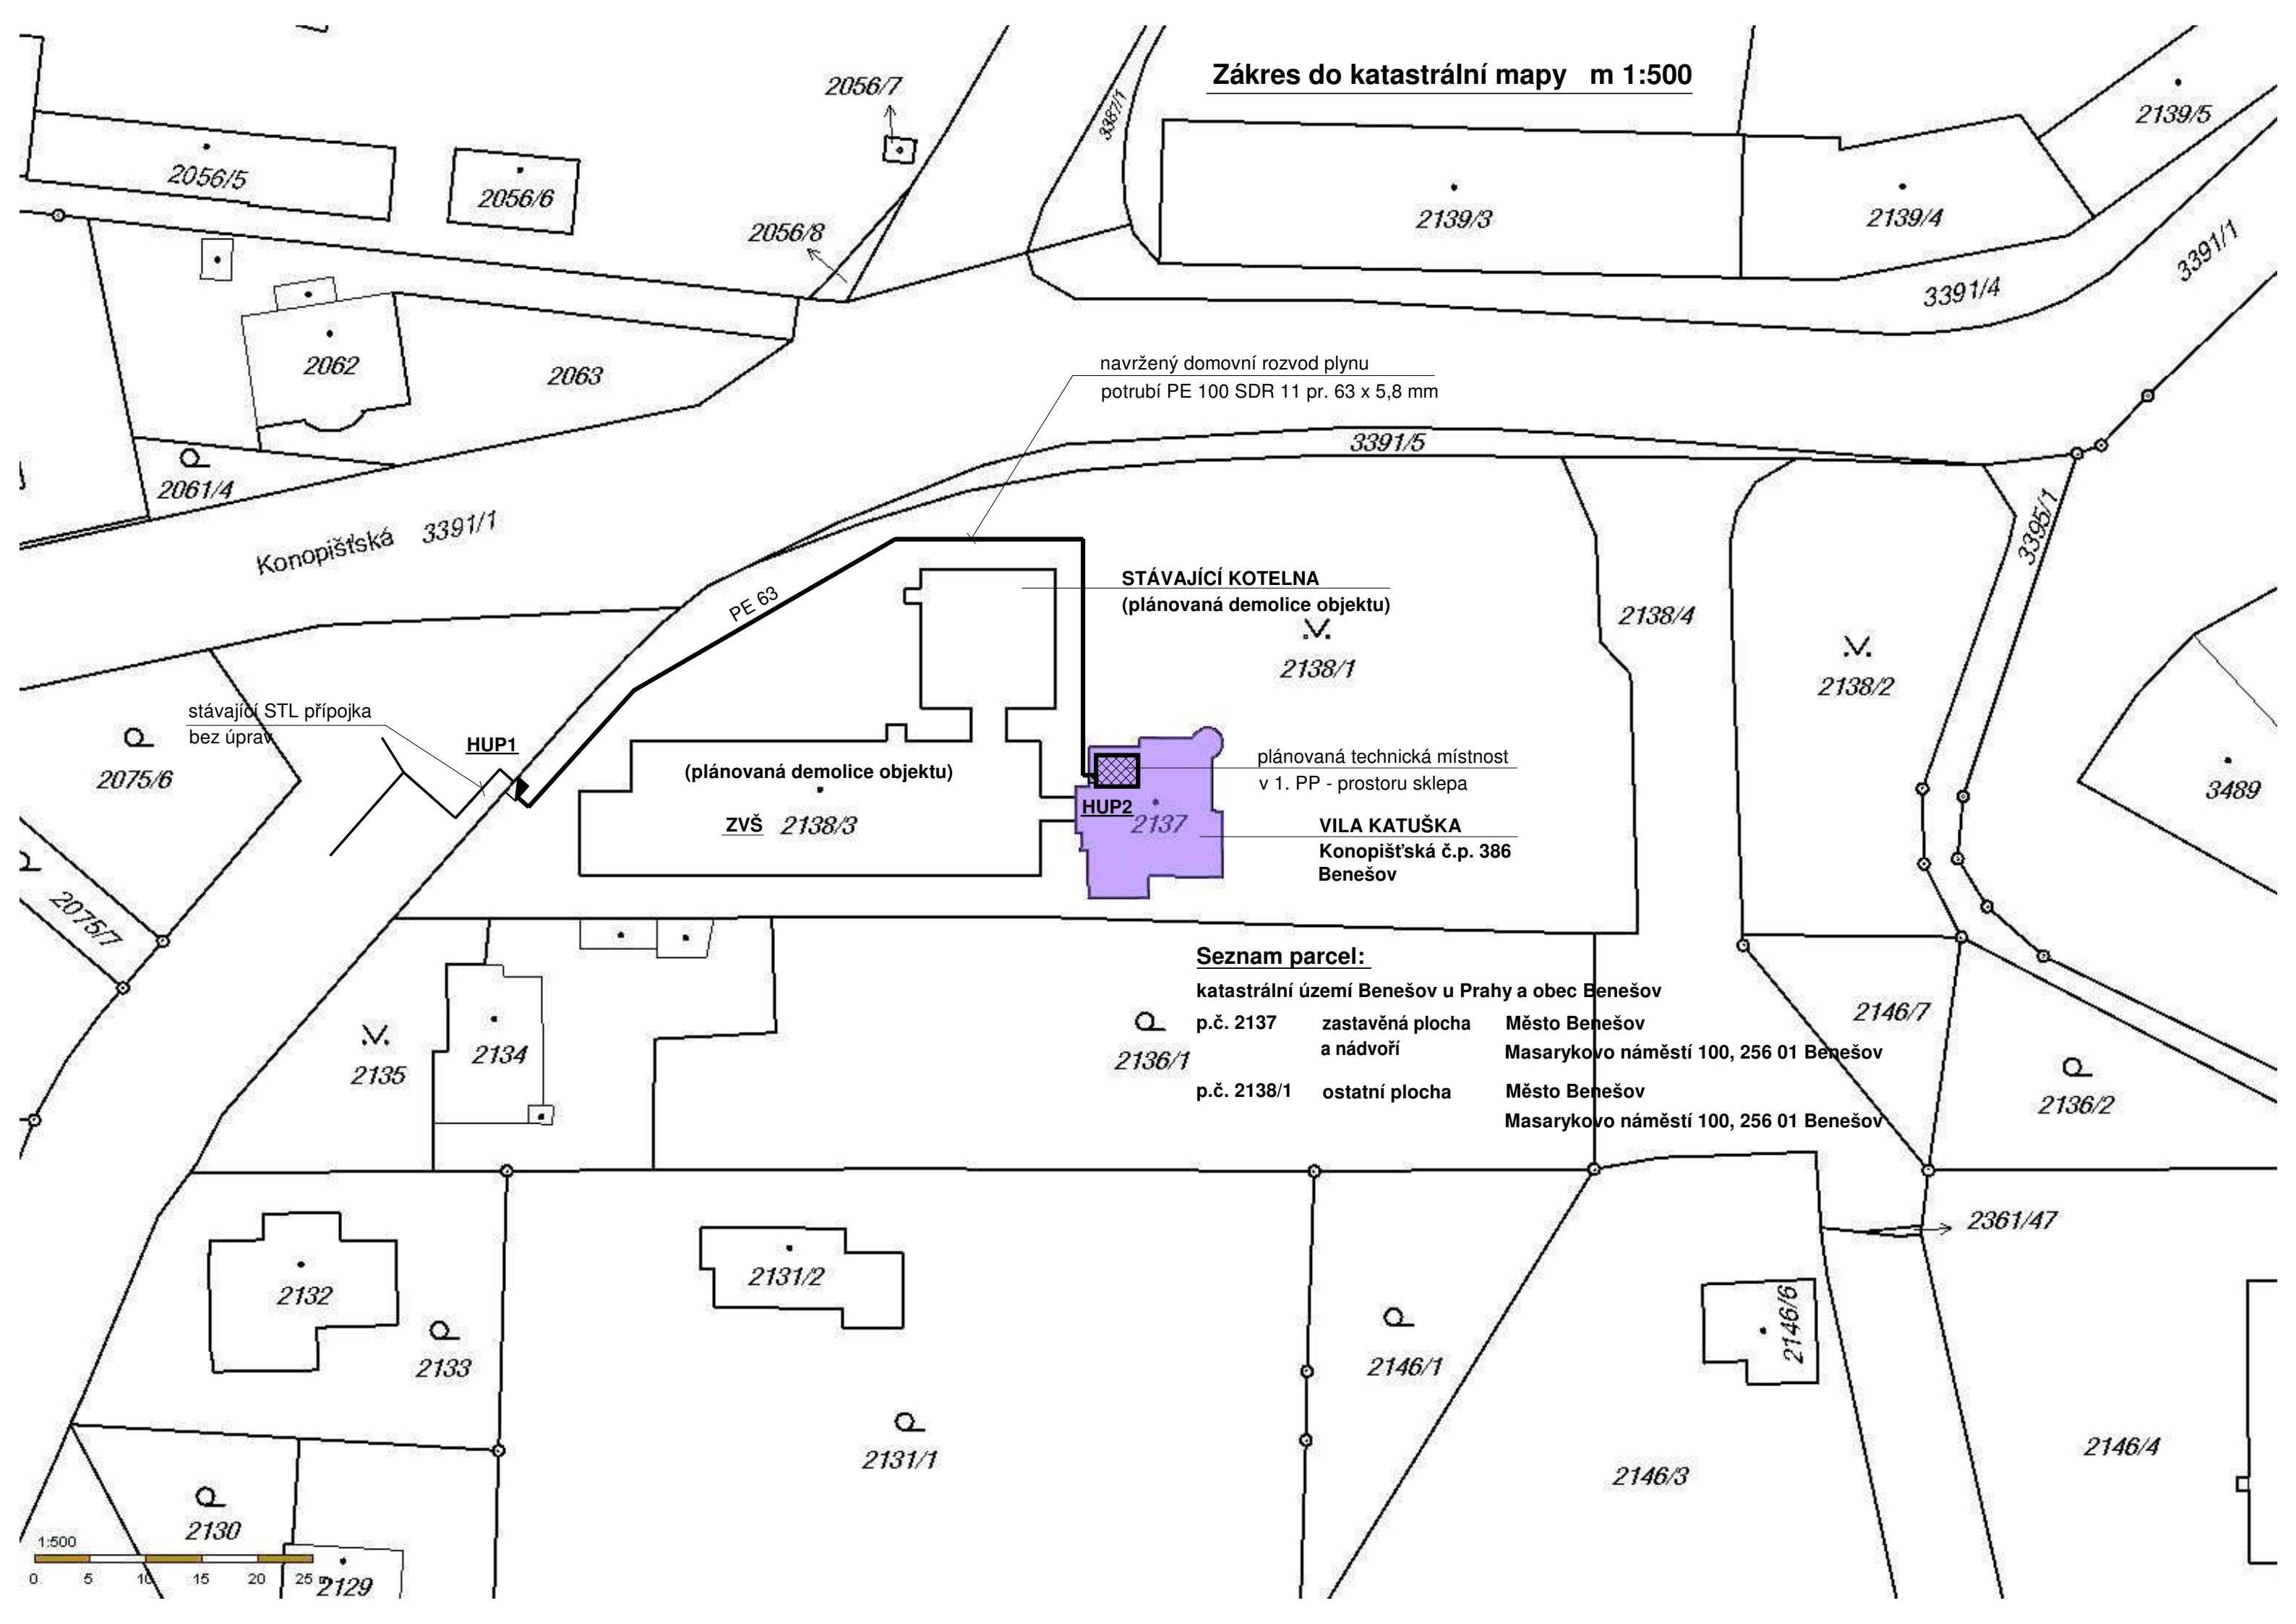 Zákres do katastrální mapy m 1:500
2056/7
3387/1
2139/5
2056/5
2056/6
2139/3
2139/4
2056/8
3391/1
3391/4
2062
2063
navržený domovní rozvod plynu
potrubí PE 100 SDR 11 pr. 63 x 5,8 mm
3391/5
2061/4
Konopišťská 3391/1
3395/1
STÁVAJÍCÍ KOTELNA
(plánovaná demolice objektu)
PE 63
2138/4
2138/1
2138/2
stávající STL přípojka
bez úprav
HUP1
2075/6
(plánovaná demolice objektu)
plánovaná technická místnost
v 1. PP - prostoru sklepa
3489
HUP2
ZVŠ 2138/3
2137
VILA KATUŠKA
Konopišťská č.p. 386
Benešov
2075/7
Seznam parcel:
katastrální území Benešov u Prahy a obec Benešov
p.č. 2137 zastavěná plocha Město Benešov
a nádvoří Masarykovo náměstí 100, 256 01 Benešov
p.č. 2138/1 ostatní plocha Město Benešov
Masarykovo náměstí 100, 256 01 Benešov
2146/7
2134
2135
2136/1
2136/2
2361/47
2132
2131/2
2146/6
2133
2146/1
2131/1
2146/3
2146/4
2130
1:500
0 5 10 15 20 25
2129